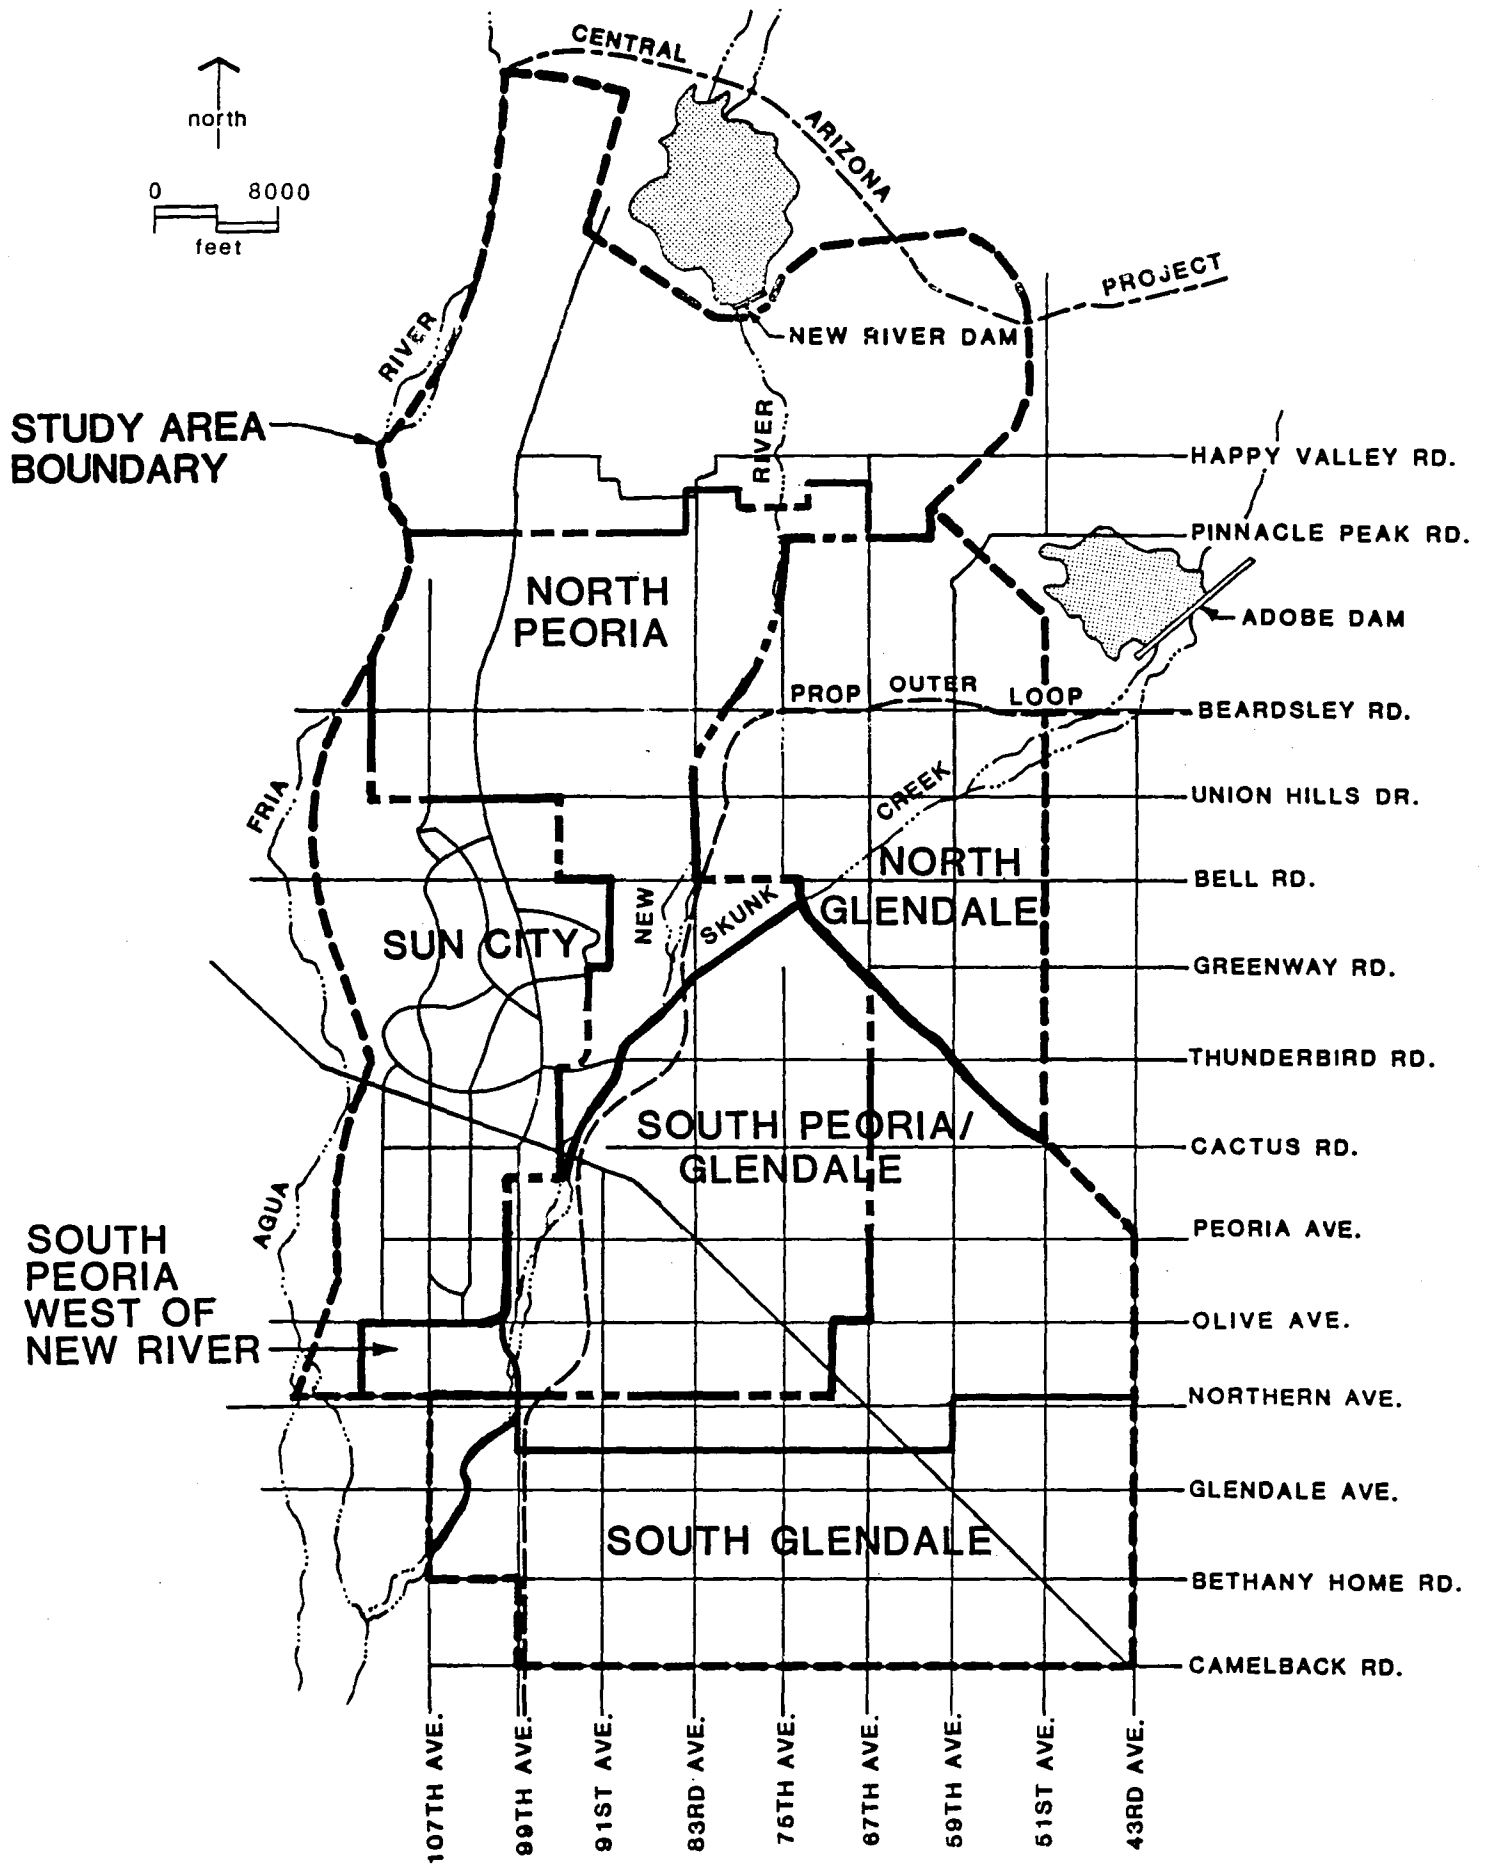 CENTRAL
ARIZONA
PROJECT
north
0 8000
feet
RIVER
NEW RIVER DAM
STUDY AREA
BOUNDARY
RIVER
HAPPY VALLEY RD.
PINNACLE PEAK RD.
NORTH
PEORIA
ADOBE DAM
PROP OUTER LOOP
BEARDSLEY RD.
FRIA
CREEK
UNION HILLS DR.
NORTH
GLENDALE
BELL RD.
NEW
SKUNK
SUN CITY
GREENWAY RD.
THUNDERBIRD RD.
SOUTH PEORIA/
GLENDALE
CACTUS RD.
AGUA
PEORIA AVE.
SOUTH
PEORIA
WEST OF
NEW RIVER
OLIVE AVE.
NORTHERN AVE.
GLENDALE AVE.
SOUTH GLENDALE
BETHANY HOME RD.
CAMELBACK RD.
107TH AVE.
99TH AVE.
91ST AVE.
83RD AVE.
75TH AVE.
67TH AVE.
59TH AVE.
51ST AVE.
43RD AVE.